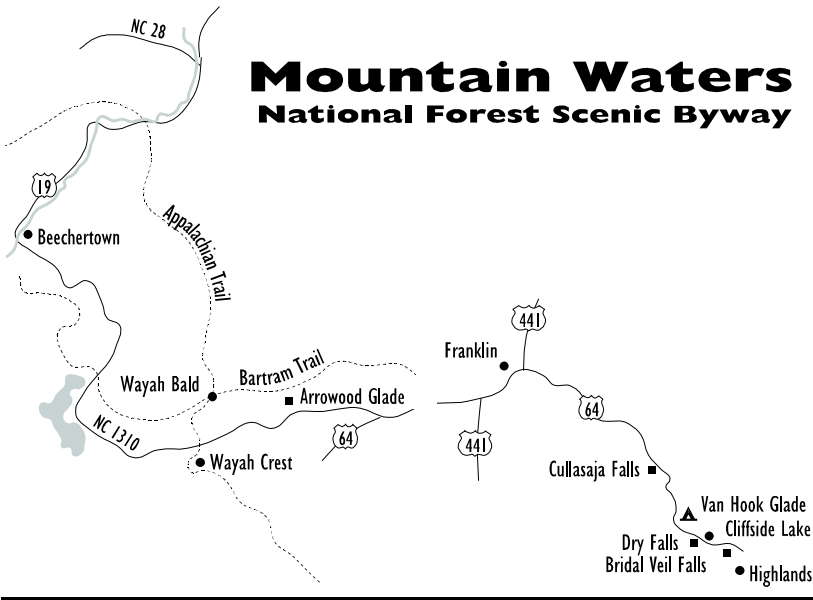 NC 28
Mountain Waters
National Forest Scenic Byway
19
Appalachian Trail
Beechertown
441
Franklin
Bartram Trail
Wayah Bald
Arrowood Glade
64
NC 1310
64
441
Wayah Crest
Cullasaja Falls
Van Hook Glade
Cliffside Lake
Dry Falls
Bridal Veil Falls
Highlands